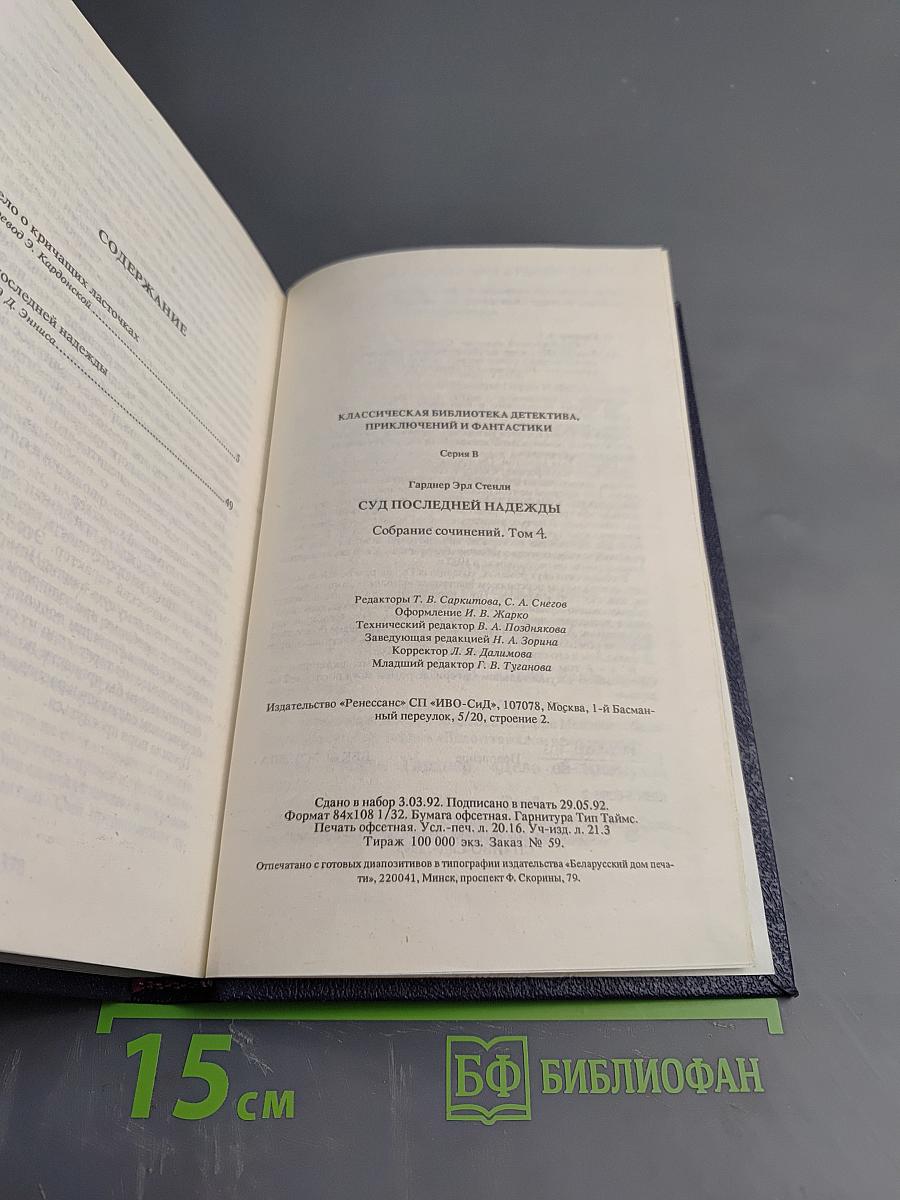 СОДЕРЖАНИЕ
ело о кричащих ласточках
ревод Э. Кардонской.....5
последней надежды
Д. Энниса.....49
КЛАССИЧЕСКАЯ БИБЛИОТЕКА ДЕТЕКТИВА,
ПРИКЛЮЧЕНИЙ И ФАНТАСТИКИ
Серия В
Гарднер Эрл Стенли
СУД ПОСЛЕДНЕЙ НАДЕЖДЫ
Собрание сочинений. Том 4.
Редакторы Т. В. Саркитова, С. А. Снегов
Оформление И. В. Жарко
Технический редактор В. А. Позднякова
Заведующая редакцией Н. А. Зорина
Корректор Л. Я. Далимова
Младший редактор Г. В. Туганова
Издательство «Ренессанс» СП «ИВО-СиД», 107078, Москва, 1-й Басман-
ный переулок, 5/20, строение 2.
Сдано в набор 3.03.92. Подписано в печать 29.05.92.
Формат 84х108 1/32. Бумага офсетная. Гарнитура Тип Таймс.
Печать офсетная. Усл.-печ. л. 20.16. Уч-изд. л. 21.3
Тираж 100 000 экз. Заказ № 59.
Отпечатано с готовых диапозитивов в типографии издательства «Беларусский дом печа-
ти», 220041, Минск, проспект Ф. Скорины, 79.
15 см
БФ БИБЛИОФАН